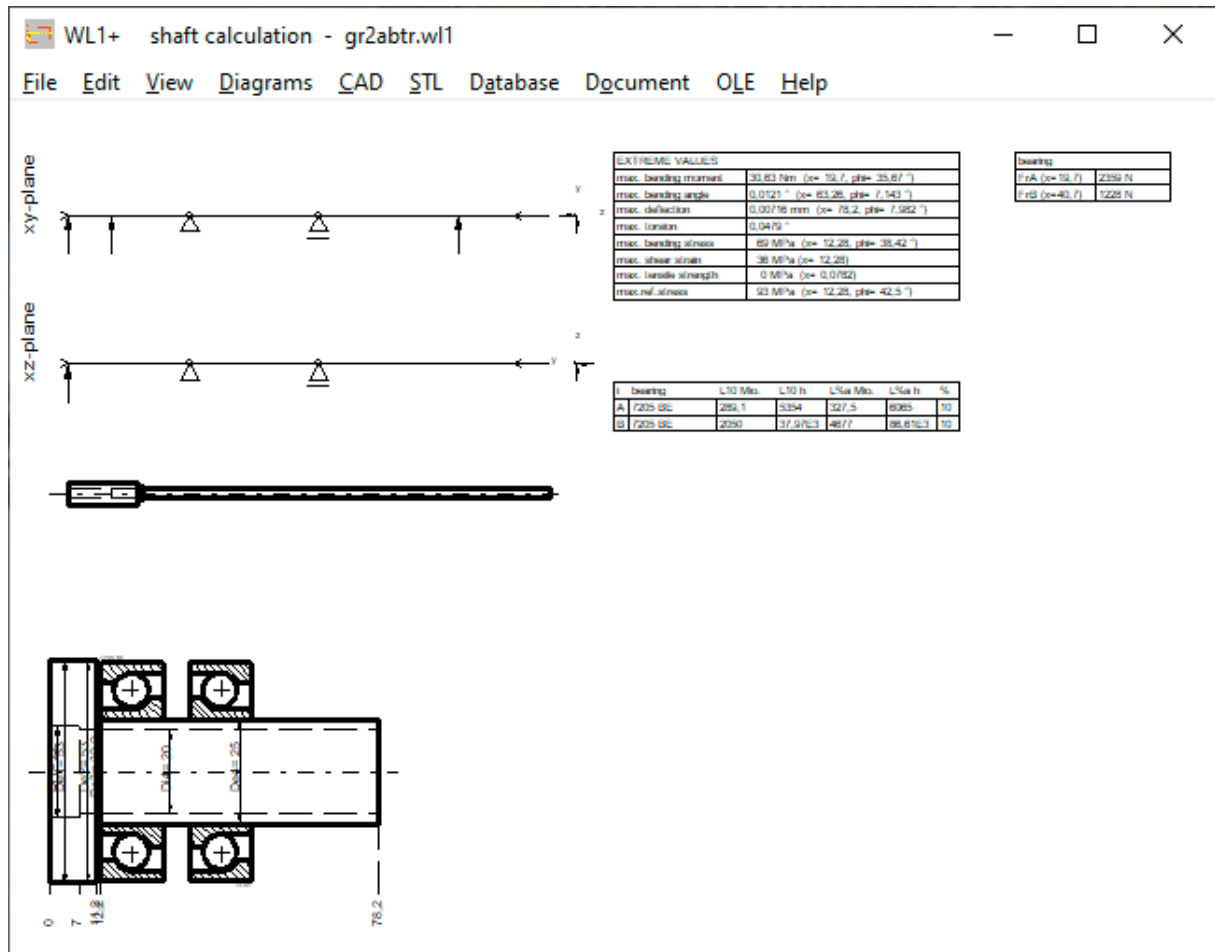 WL1+ shaft calculation - gr2abtr.wl1
File Edit View Diagrams CAD STL Database Document OLE Help
xy-plane
y
z
EXTREME VALUES
max. bending moment 30,63 Nm (x= 19,7, phi= 35,67 °)
max. bending angle 0,0121 ° (x= 63,26, phi= 7,143 °)
max. deflection 0,00716 mm (x= 78,2, phi= 7,982 °)
max. torsion 0,0479 °
max. bending stress 69 MPa (x= 12,28, phi= 38,42 °)
max. shear strain 36 MPa (x= 12,28)
max. tensile strength 0 MPa (x= 0,0782)
max.ref.stress 93 MPa (x= 12,28, phi= 42,5 °)
bearing
FrA (x=19,7) 2359 N
FrB (x=40,7) 1228 N
xz-plane
z
y
i bearing L10 Mio. L10 h L%a Mio. L%a h %
A 7205 BE 289,1 5354 327,5 6065 10
B 7205 BE 2050 37,97E3 4677 86,61E3 10
Di4= 20
De4= 25
0
7
78,2